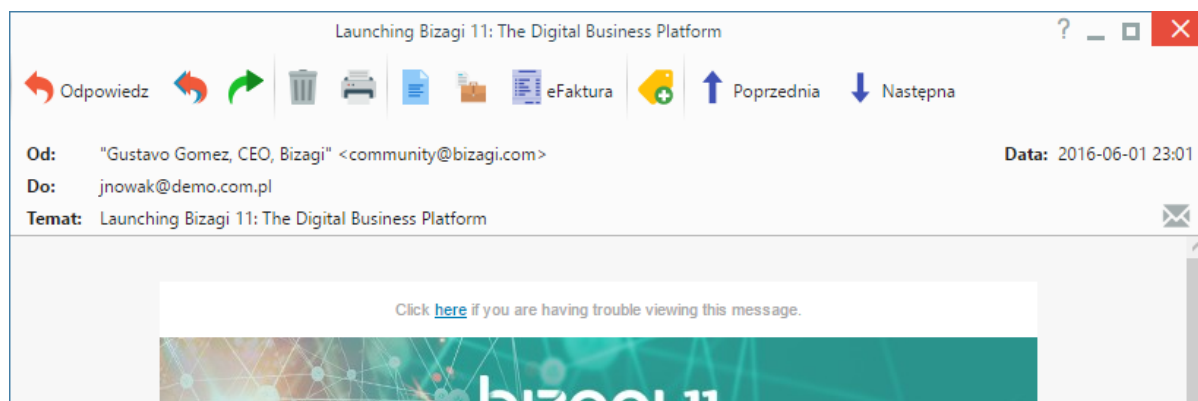 Launching Bizagi 11: The Digital Business Platform
?
Odpowiedz eFaktura Poprzednia Następna
Od: "Gustavo Gomez, CEO, Bizagi" <community@bizagi.com> Data: 2016-06-01 23:01
Do: jnowak@demo.com.pl
Temat: Launching Bizagi 11: The Digital Business Platform
Click here if you are having trouble viewing this message.
bizagi 11